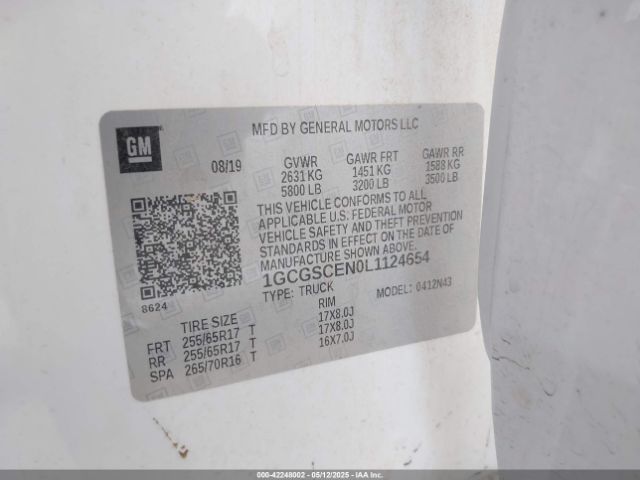 GM
MFD BY GENERAL MOTORS LLC
08/19
GVWR GAWR FRT GAWR RR
2631 KG 1451 KG 1588 KG
5800 LB 3200 LB 3500 LB
THIS VEHICLE CONFORMS TO ALL
APPLICABLE U.S. FEDERAL MOTOR
VEHICLE SAFETY AND THEFT PREVENTION
STANDARDS IN EFFECT ON THE DATE OF
MANUFACTURE SHOWN ABOVE.
1GCGSCEN0L1124654
TYPE: TRUCK MODEL: 0412N43
8624
TIRE SIZE RIM
FRT 255/65R17 T 17X8.0J
RR 255/65R17 T 17X8.0J
SPA 265/70R16 T 16X7.0J
000-42248002 - 05/12/2025 - IAA, Inc. - Copyright